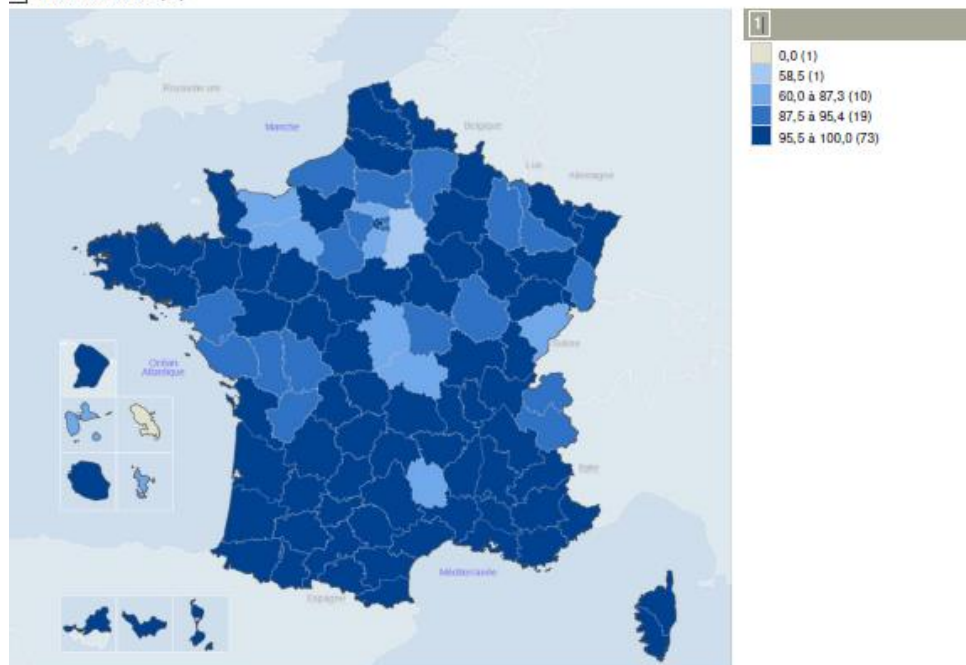 1
0,0 (1)
58,5 (1)
60,0 à 87,3 (10)
87,5 à 95,4 (19)
95,5 à 100,0 (73)
Royaume-uni
Manche
Belgique
Lux.
Allemagne
Suisse
Océan
Atlantique
Italie
Méditerranée
Espagne